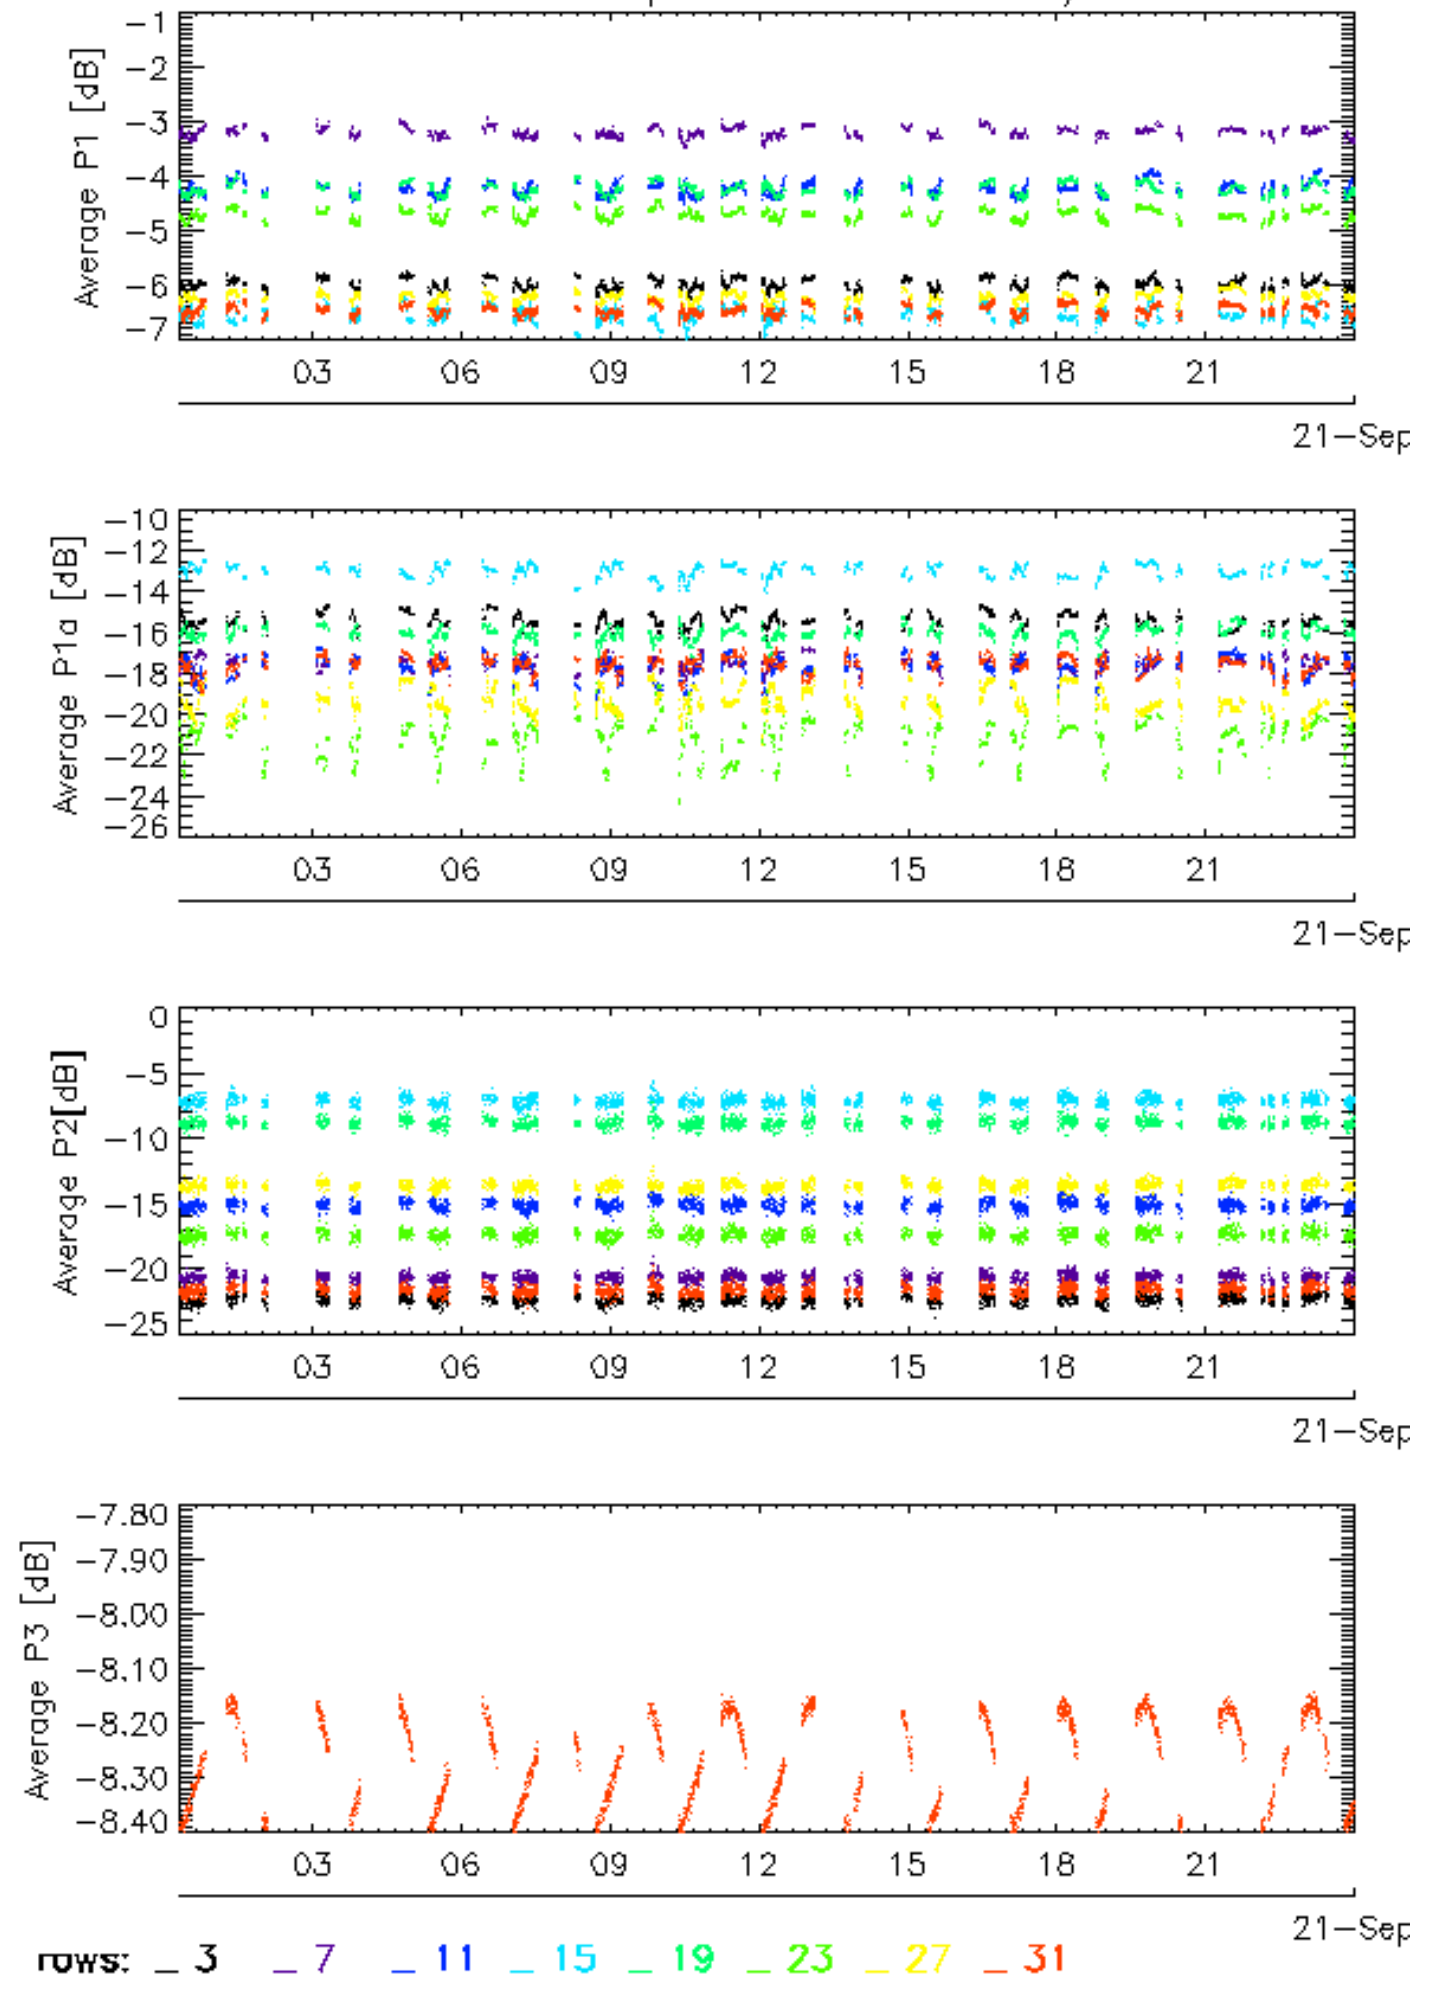 Average P1 [dB]
−1
−2
−3
−4
−5
−6
−7
03 06 09 12 15 18 21
21−Sep
Average P1a [dB]
−10
−12
−14
−16
−18
−20
−22
−24
−26
03 06 09 12 15 18 21
21−Sep
Average P2[dB]
0
−5
−10
−15
−20
−25
03 06 09 12 15 18 21
21−Sep
Average P3 [dB]
−7.80
−7.90
−8.00
−8.10
−8.20
−8.30
−8.40
03 06 09 12 15 18 21
21−Sep
rows: _ 3 _ 7 _ 11 _ 15 _ 19 _ 23 _ 27 _ 31